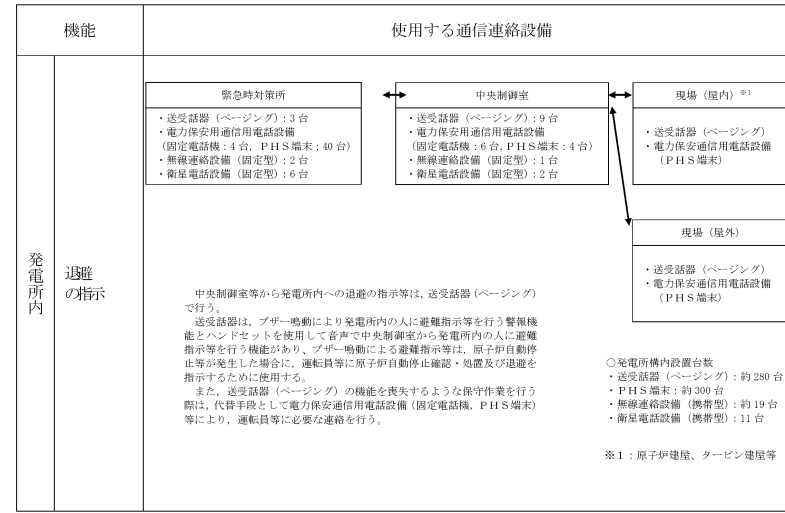 機能
使用する通信連絡設備
発電所内
退避
の指示
緊急時対策所
・送受話器（ページング）：3台
・電力保安用通信用電話設備
（固定電話機：4台，PHS端末：40台）
・無線連絡設備（固定型）：2台
・衛星電話設備（固定型）：6台
中央制御室
・送受話器（ページング）：9台
・電力保安用通信用電話設備
（固定電話機：6台，PHS端末：4台）
・無線連絡設備（固定型）：1台
・衛星電話設備（固定型）：2台
現場（屋内）※1
・送受話器（ページング）
・電力保安通信用電話設備
（PHS端末）
現場（屋外）
・送受話器（ページング）
・電力保安通信用電話設備
（PHS端末）
中央制御室等から発電所内への退避の指示等は，送受話器（ページング）
で行う。
送受話器は，ブザー鳴動により発電所内の人に避難指示等を行う警報機
能とハンドセットを使用して音声で中央制御室から発電所内の人に避難
指示等を行う機能があり，ブザー鳴動による避難指示等は，原子炉自動停
止等が発生した場合に，運転員等に原子炉自動停止確認・処置及び退避を
指示するために使用する。
また，送受話器（ページング）の機能を喪失するような保守作業を行う
際は，代替手段として電力保安通信用電話設備（固定電話機，PHS端末）
等により，運転員等に必要な連絡を行う。
○発電所構内設置台数
・送受話器（ページング）：約280台
・PHS端末：約300台
・無線連絡設備（携帯型）：約19台
・衛星電話設備（携帯型）：11台
※1：原子炉建屋、タービン建屋等